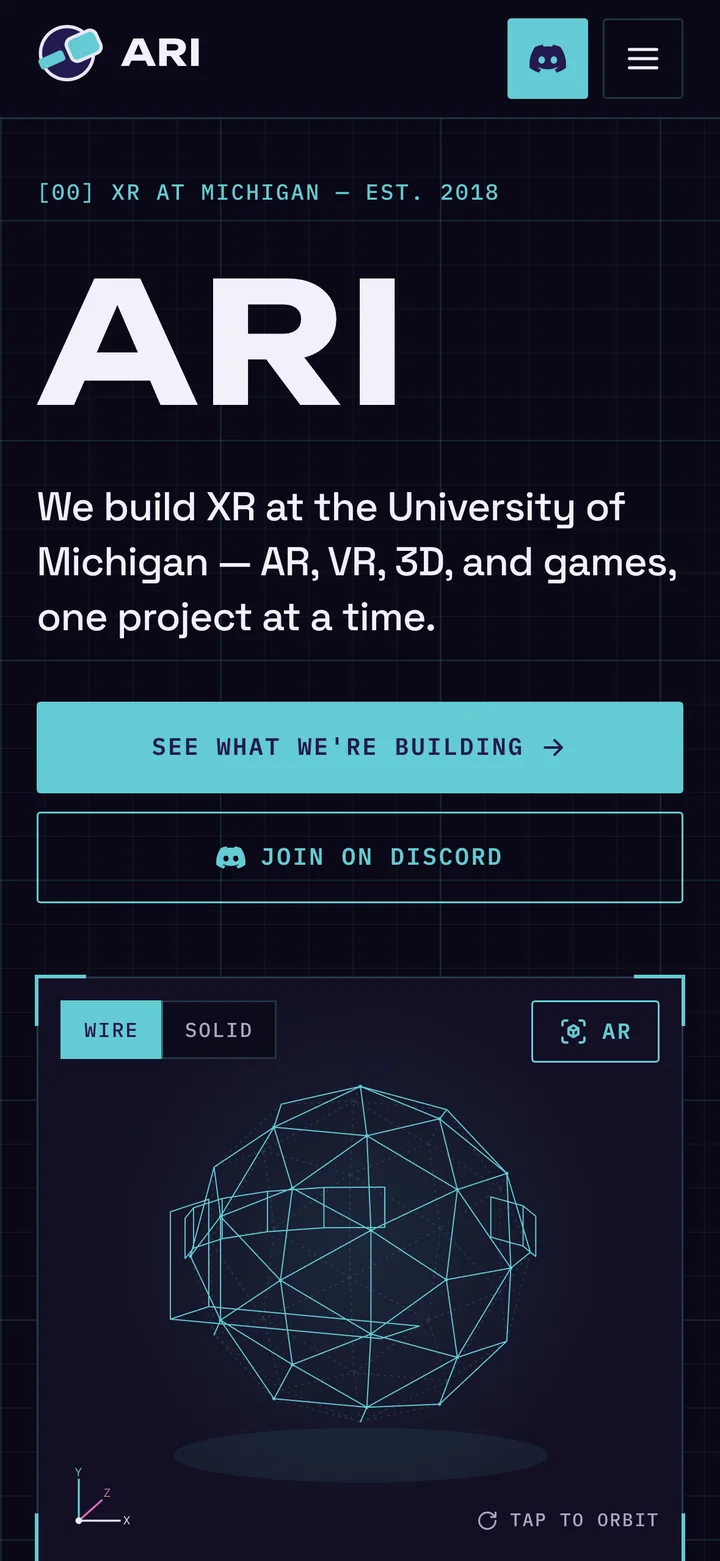 ARI
[00] XR AT MICHIGAN — EST. 2018
ARI
We build XR at the University of
Michigan — AR, VR, 3D, and games,
one project at a time.
SEE WHAT WE'RE BUILDING →
JOIN ON DISCORD
WIRE SOLID AR
Y
Z
X
TAP TO ORBIT